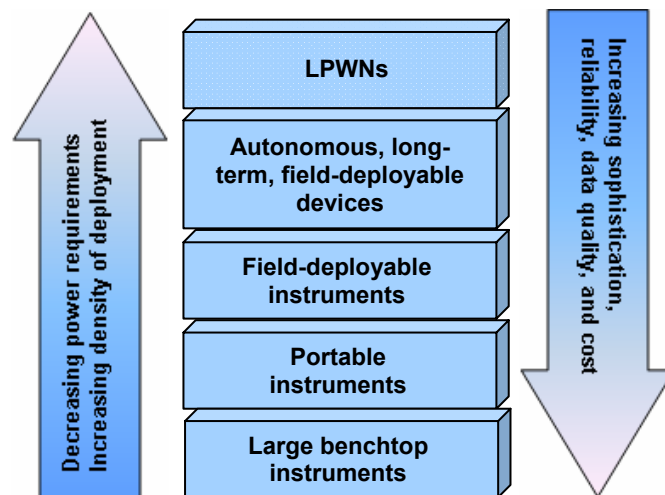 Decreasing power requirements
Increasing density of deployment
LPWNs
Autonomous, long-
term, field-deployable
devices
Field-deployable
instruments
Portable
instruments
Large benchtop
instruments
Increasing sophistication,
reliability, data quality, and cost